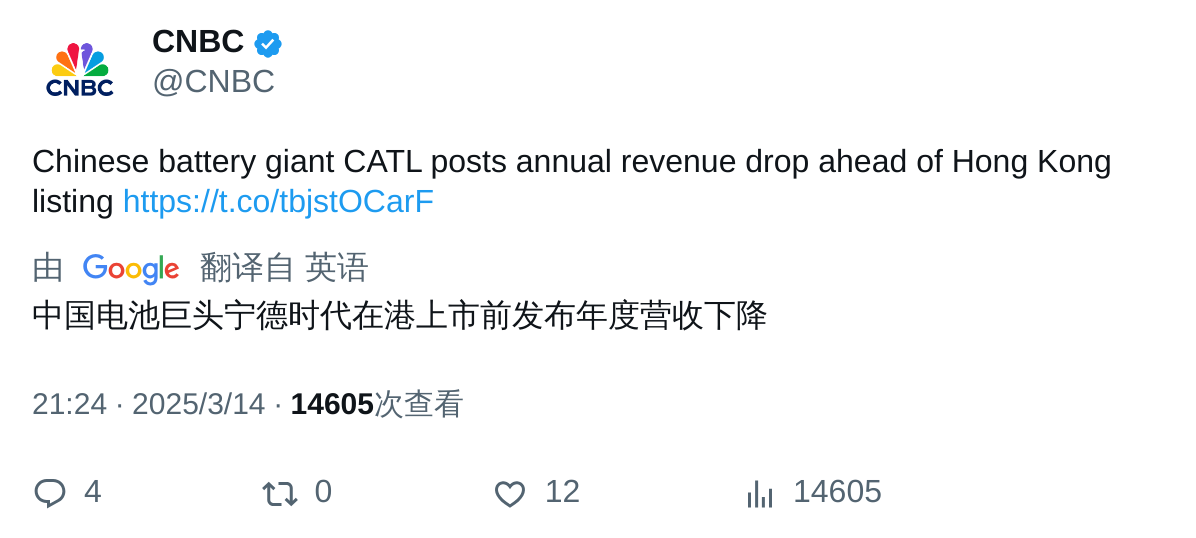 CNBC
CNBC
@CNBC
Chinese battery giant CATL posts annual revenue drop ahead of Hong Kong
listing https://t.co/tbjstOCarF
由 Google 翻译自 英语
中国电池巨头宁德时代在港上市前发布年度营收下降
21:24 · 2025/3/14 · 14605次查看
4 0 12 14605